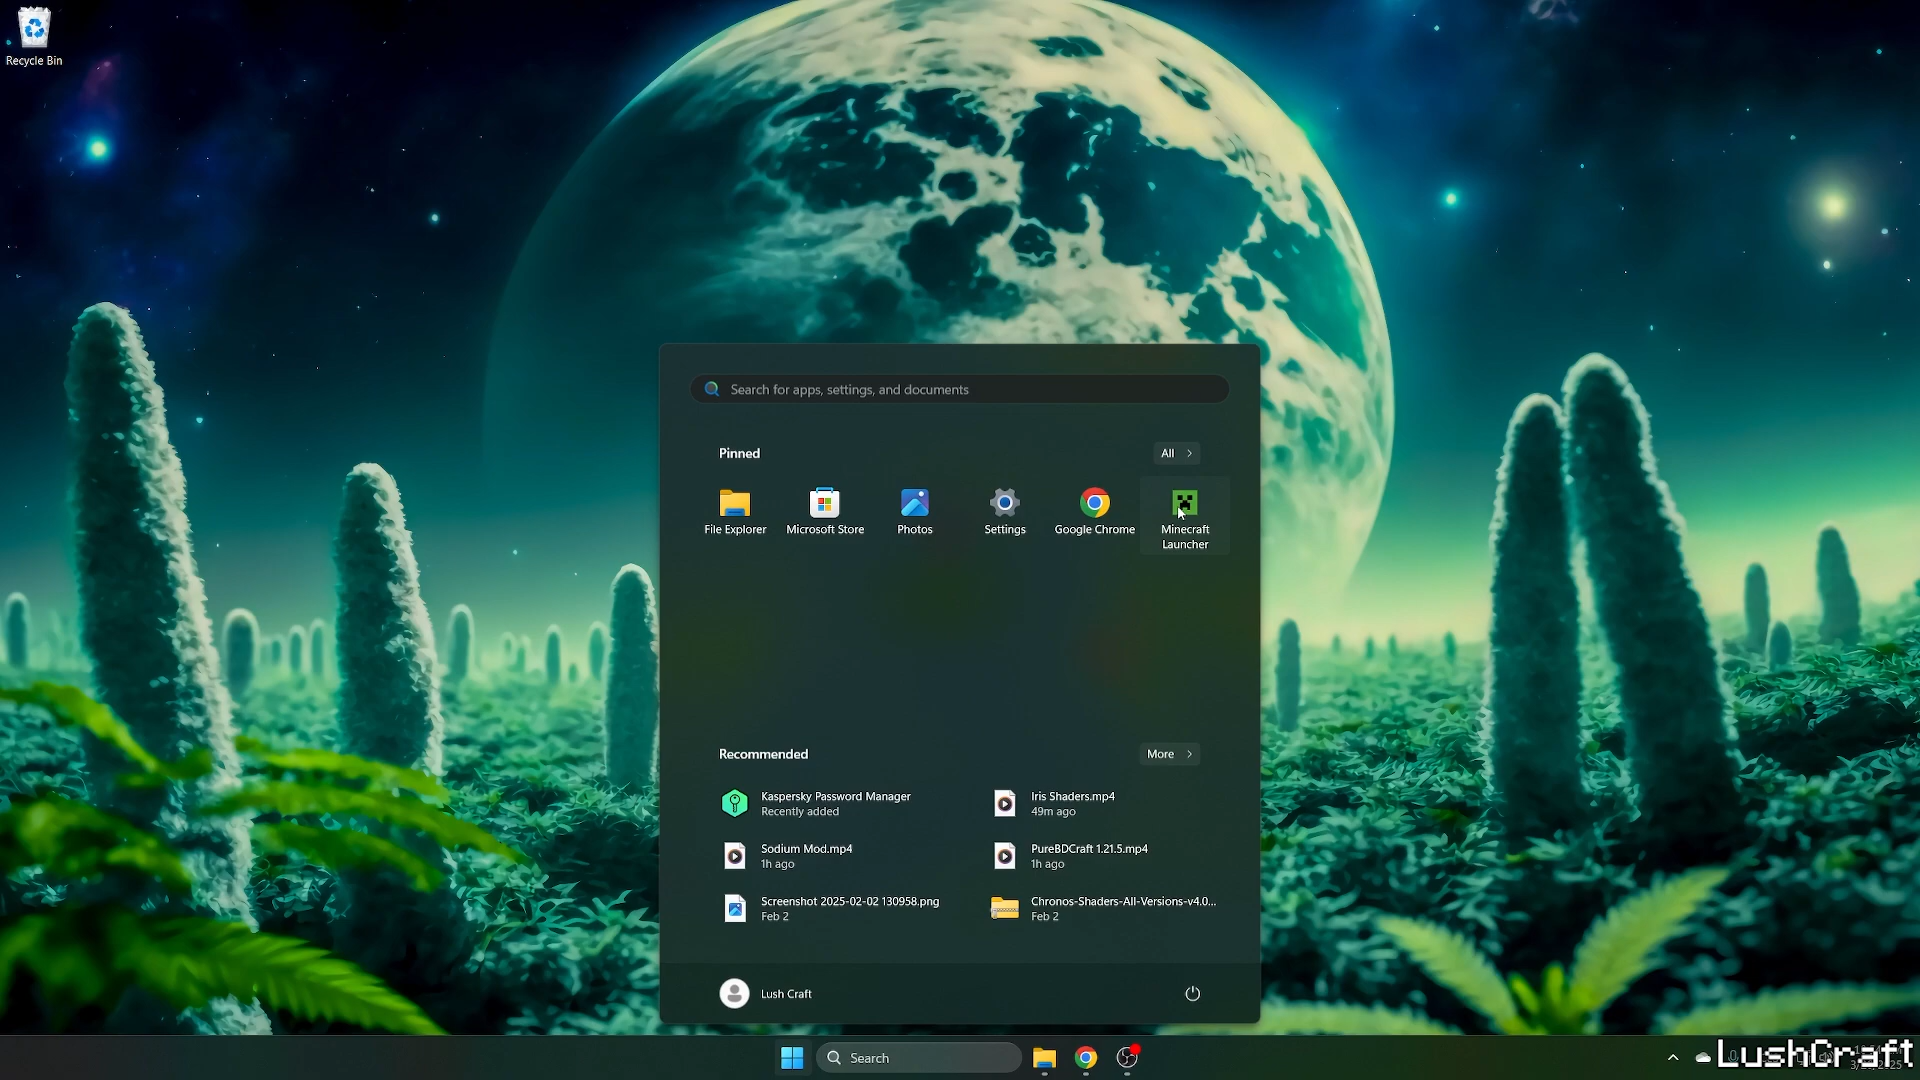 Recycle Bin
Search for apps, settings, and documents
Pinned
All
File Explorer
Microsoft Store
Photos
Settings
Google Chrome
Minecraft
Launcher
Recommended
More
Kaspersky Password Manager
Recently added
Iris Shaders.mp4
49m ago
Sodium Mod.mp4
1h ago
PureBDCraft 1.21.5.mp4
1h ago
Screenshot 2025-02-02 130958.png
Feb 2
Chronos-Shaders-All-Versions-v4.0...
Feb 2
Lush Craft
Search
LushCraft